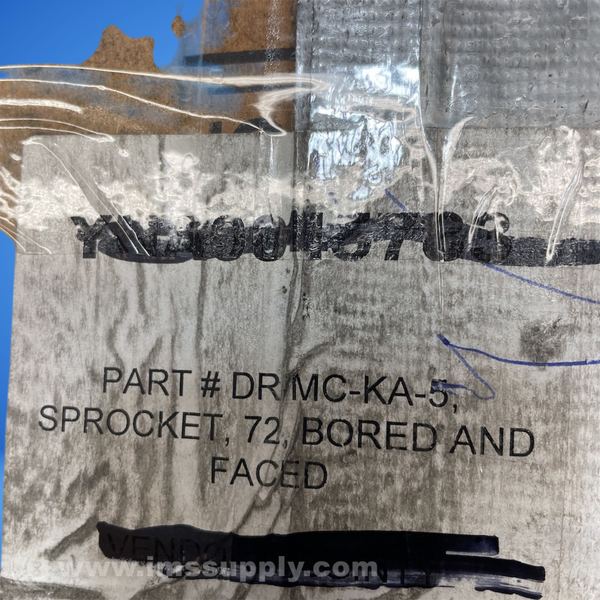 PART # DR MC-KA-5,
SPROCKET, 72, BORED AND
FACED
www.imssupply.com